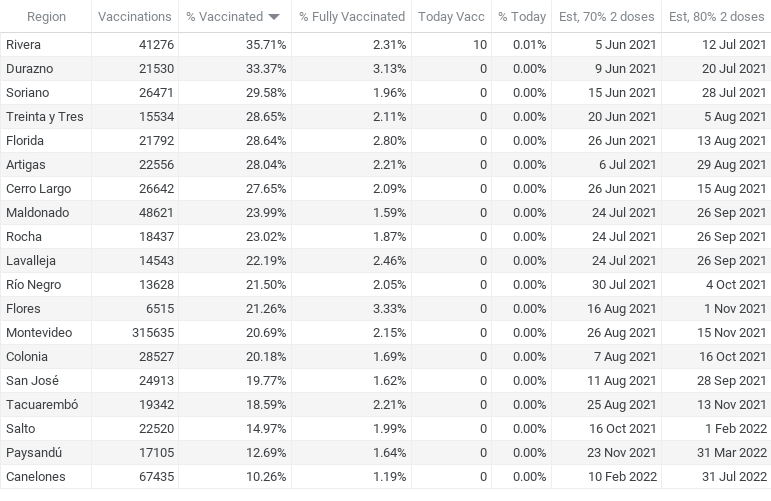 Region Vaccinations % Vaccinated % Fully Vaccinated Today Vacc % Today Est, 70% 2 doses Est, 80% 2 doses
Rivera 41276 35.71% 2.31% 10 0.01% 5 Jun 2021 12 Jul 2021
Durazno 21530 33.37% 3.13% 0 0.00% 9 Jun 2021 20 Jul 2021
Soriano 26471 29.58% 1.96% 0 0.00% 15 Jun 2021 28 Jul 2021
Treinta y Tres 15534 28.65% 2.11% 0 0.00% 20 Jun 2021 5 Aug 2021
Florida 21792 28.64% 2.80% 0 0.00% 26 Jun 2021 13 Aug 2021
Artigas 22556 28.04% 2.21% 0 0.00% 6 Jul 2021 29 Aug 2021
Cerro Largo 26642 27.65% 2.09% 0 0.00% 26 Jun 2021 15 Aug 2021
Maldonado 48621 23.99% 1.59% 0 0.00% 24 Jul 2021 26 Sep 2021
Rocha 18437 23.02% 1.87% 0 0.00% 24 Jul 2021 26 Sep 2021
Lavalleja 14543 22.19% 2.46% 0 0.00% 24 Jul 2021 26 Sep 2021
Río Negro 13628 21.50% 2.05% 0 0.00% 30 Jul 2021 4 Oct 2021
Flores 6515 21.26% 3.33% 0 0.00% 16 Aug 2021 1 Nov 2021
Montevideo 315635 20.69% 2.15% 0 0.00% 26 Aug 2021 15 Nov 2021
Colonia 28527 20.18% 1.69% 0 0.00% 7 Aug 2021 16 Oct 2021
San José 24913 19.77% 1.62% 0 0.00% 11 Aug 2021 28 Sep 2021
Tacuarembó 19342 18.59% 2.21% 0 0.00% 25 Aug 2021 13 Nov 2021
Salto 22520 14.97% 1.99% 0 0.00% 16 Oct 2021 1 Feb 2022
Paysandú 17105 12.69% 1.64% 0 0.00% 23 Nov 2021 31 Mar 2022
Canelones 67435 10.26% 1.19% 0 0.00% 10 Feb 2022 31 Jul 2022